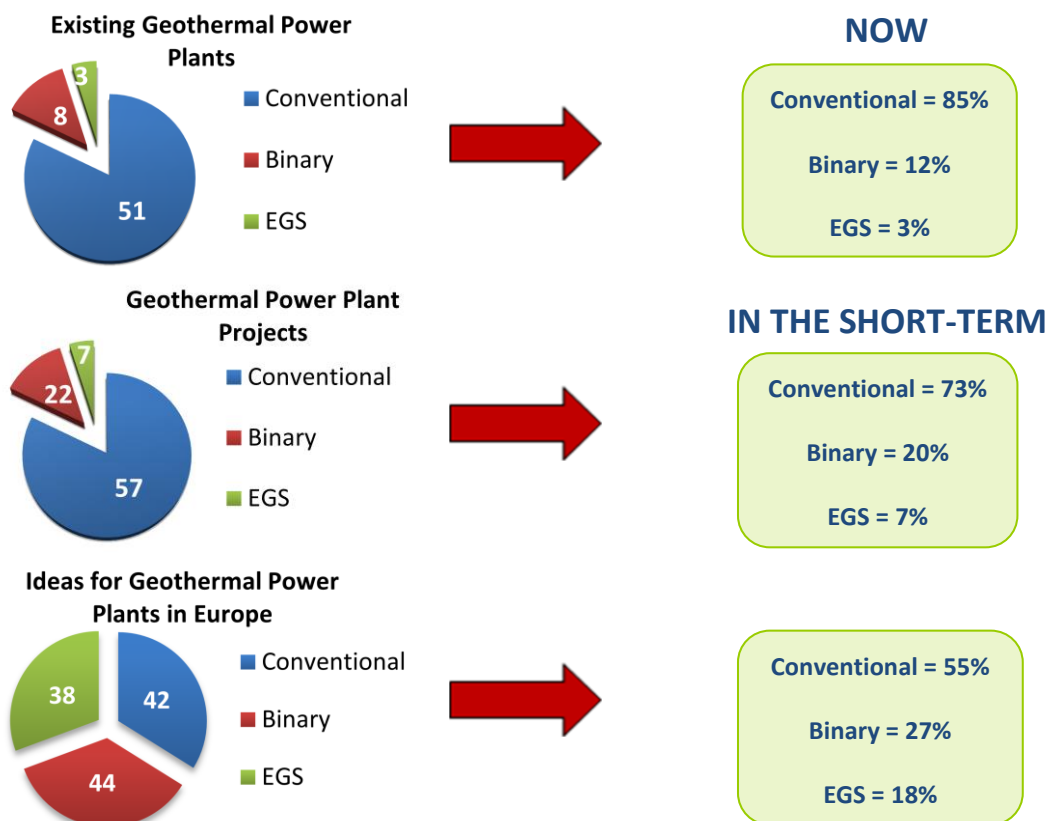 Existing Geothermal Power
Plants
3
8
51
Conventional
Binary
EGS
NOW
Conventional = 85%
Binary = 12%
EGS = 3%
Geothermal Power Plant
Projects
7
22
57
Conventional
Binary
EGS
IN THE SHORT-TERM
Conventional = 73%
Binary = 20%
EGS = 7%
Ideas for Geothermal Power
Plants in Europe
38
42
44
Conventional
Binary
EGS
Conventional = 55%
Binary = 27%
EGS = 18%